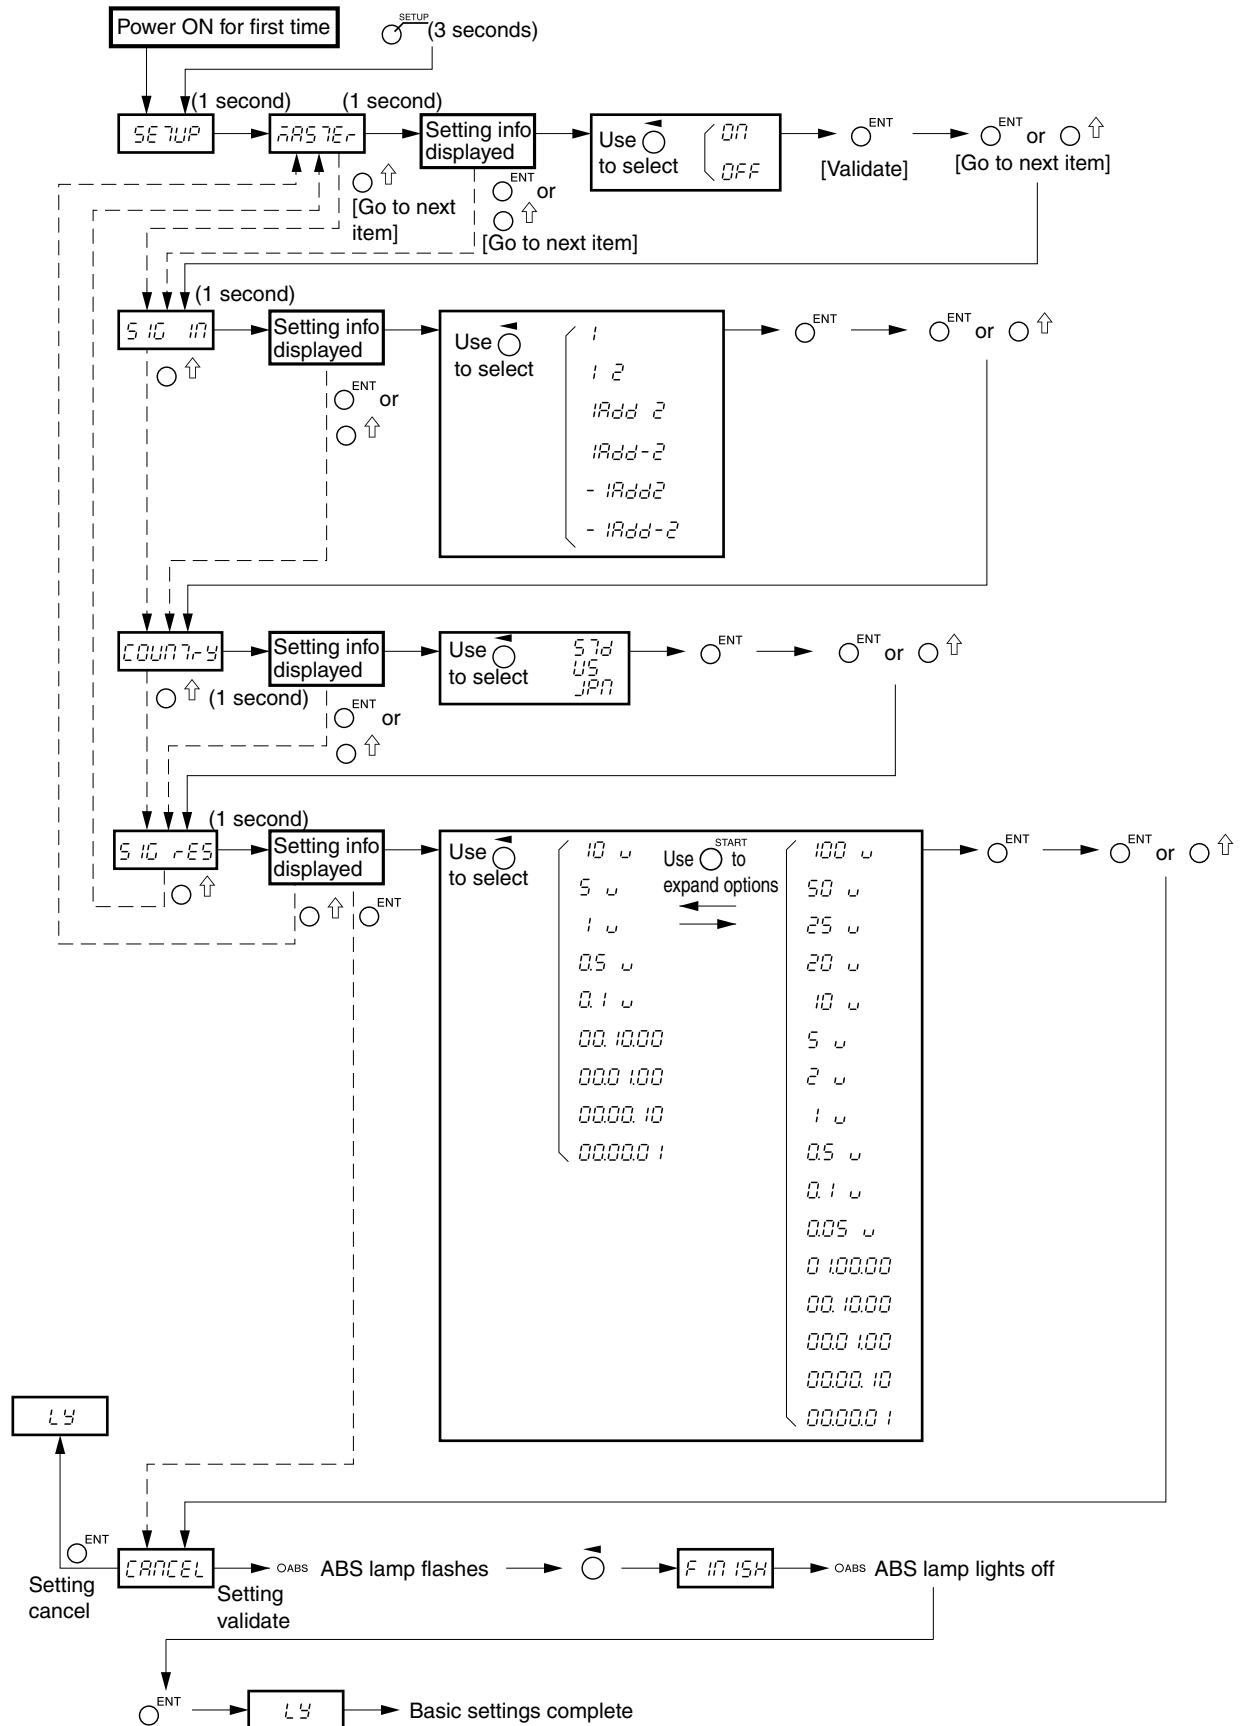 Power ON for first time
SETUP
(3 seconds)
(1 second)
(1 second)
SETUP
MASTEr
Setting info
displayed
Use
to select
ON
OFF
ENT
[Validate]
ENT
or
[Go to next item]
[Go to next
item]
ENT
or
[Go to next item]
(1 second)
SIG IN
Setting info
displayed
Use
to select
1
1 2
1Add 2
1Add-2
-1Add2
-1Add-2
ENT
ENT
or
ENT
or
COUNTry
(1 second)
Setting info
displayed
Use
to select
STd
US
JPN
ENT
ENT
or
ENT
or
(1 second)
SIG rES
Setting info
displayed
ENT
Use
to select
10 u
5 u
1 u
0.5 u
0.1 u
00.10.00
00.01.00
00.00.10
00.00.01
START
Use to
expand options
100 u
50 u
25 u
20 u
10 u
5 u
2 u
1 u
0.5 u
0.1 u
0.05 u
01.00.00
00.10.00
00.01.00
00.00.10
00.00.01
ENT
ENT
or
LY
ENT
Setting
cancel
CANCEL
Setting
validate
ABS
ABS lamp flashes
FINISH
ABS
ABS lamp lights off
ENT
LY
Basic settings complete